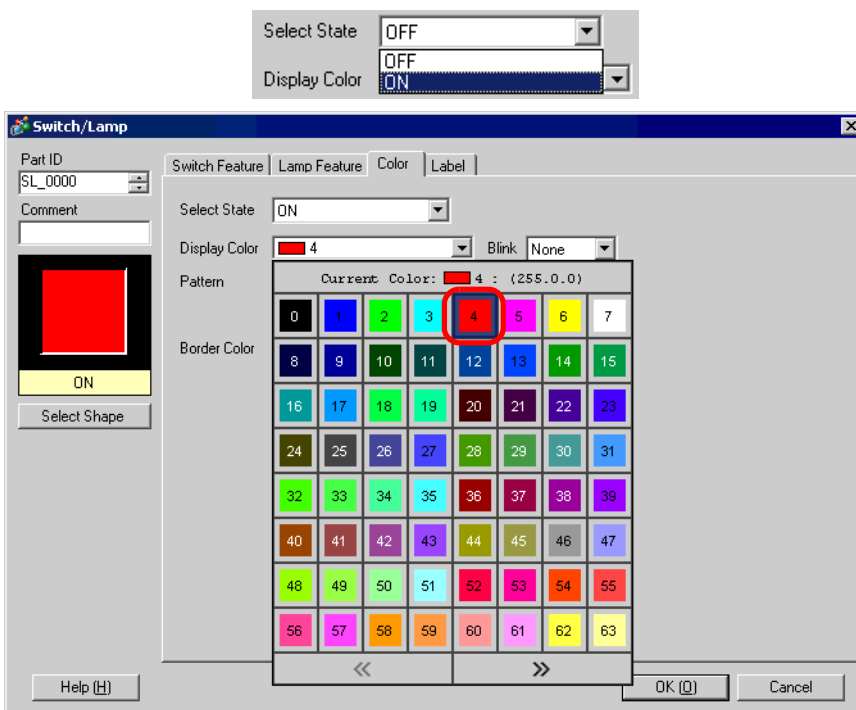 Select State OFF
OFF
Display Color ON
Switch/Lamp
Part ID
SL_0000
Comment
ON
Select Shape
Switch Feature Lamp Feature Color Label
Select State ON
Display Color 4 Blink None
Pattern
Border Color
Current Color: 4 : (255.0.0)
0 1 2 3 4 5 6 7
8 9 10 11 12 13 14 15
16 17 18 19 20 21 22 23
24 25 26 27 28 29 30 31
32 33 34 35 36 37 38 39
40 41 42 43 44 45 46 47
48 49 50 51 52 53 54 55
56 57 58 59 60 61 62 63
« »
Help (H) OK (O) Cancel